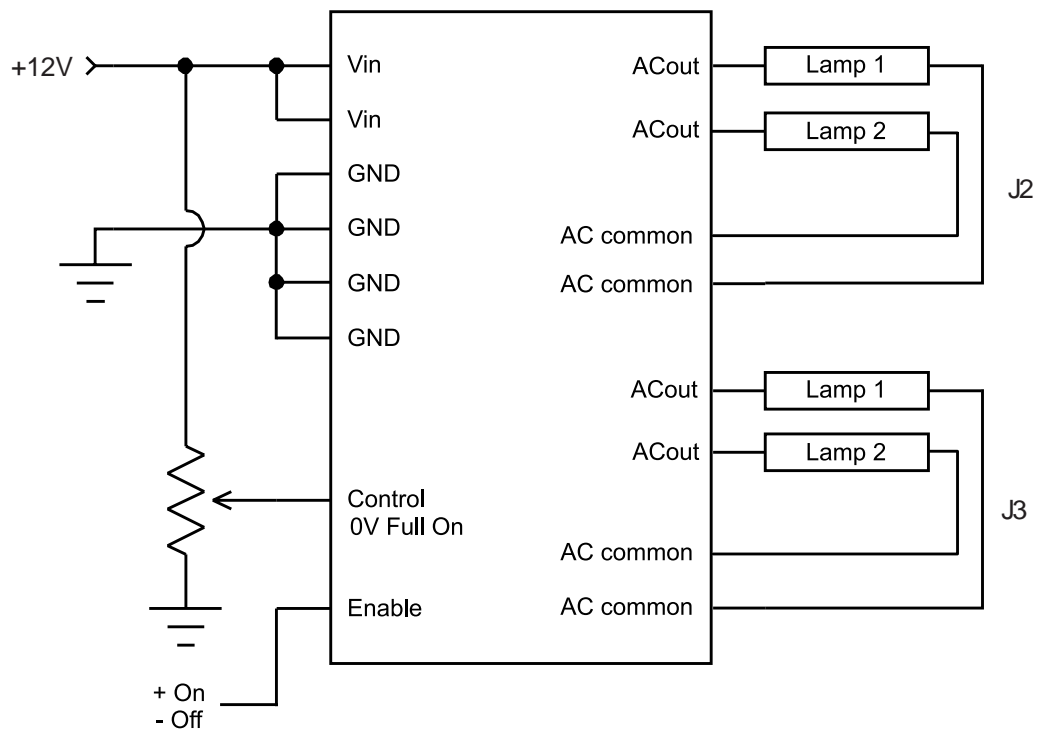 +12V
Vin
Vin
GND
GND
GND
GND
Control
0V Full On
Enable
+ On
- Off
ACout
Lamp 1
ACout
Lamp 2
AC common
AC common
J2
ACout
Lamp 1
ACout
Lamp 2
AC common
AC common
J3